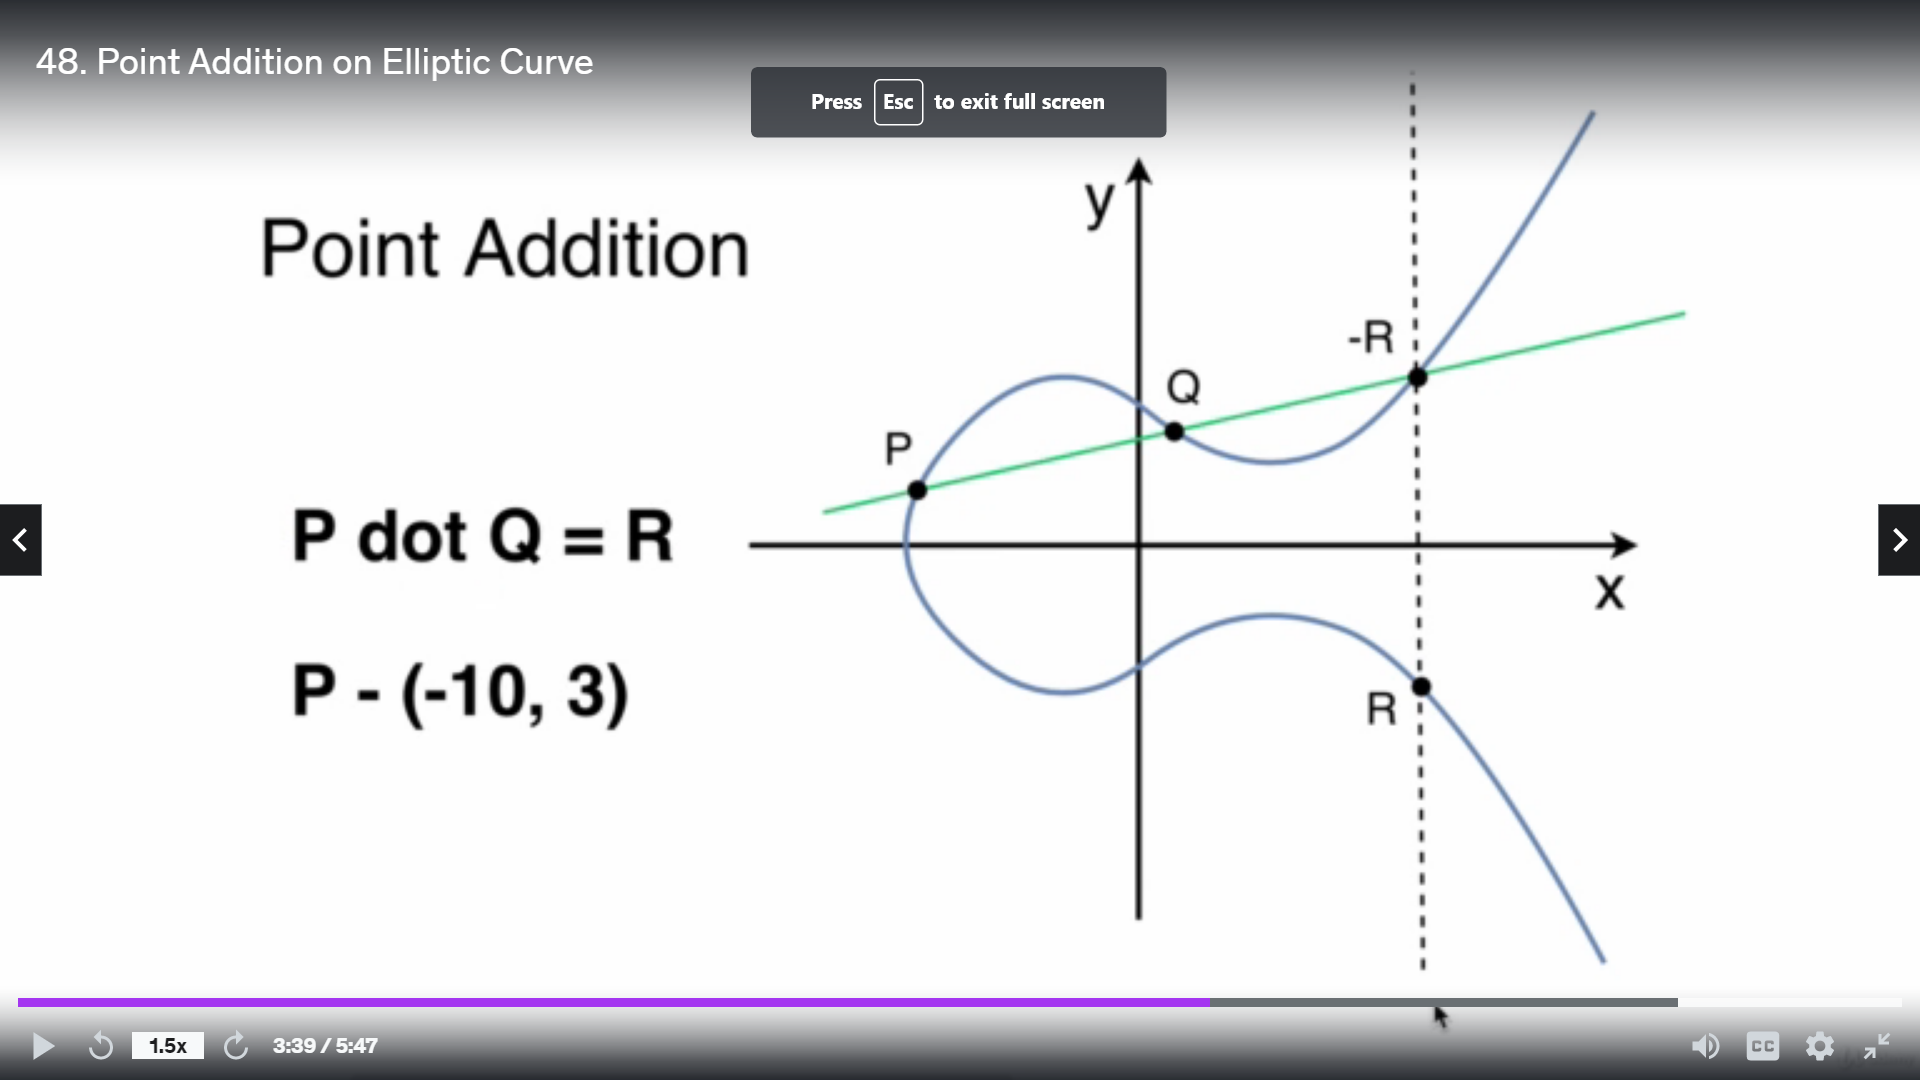 48. Point Addition on Elliptic Curve
Press Esc to exit full screen
Point Addition
y
-R
Q
P
P dot Q = R
x
P - (-10, 3)
R
1.5x
3:39 / 5:47
CC